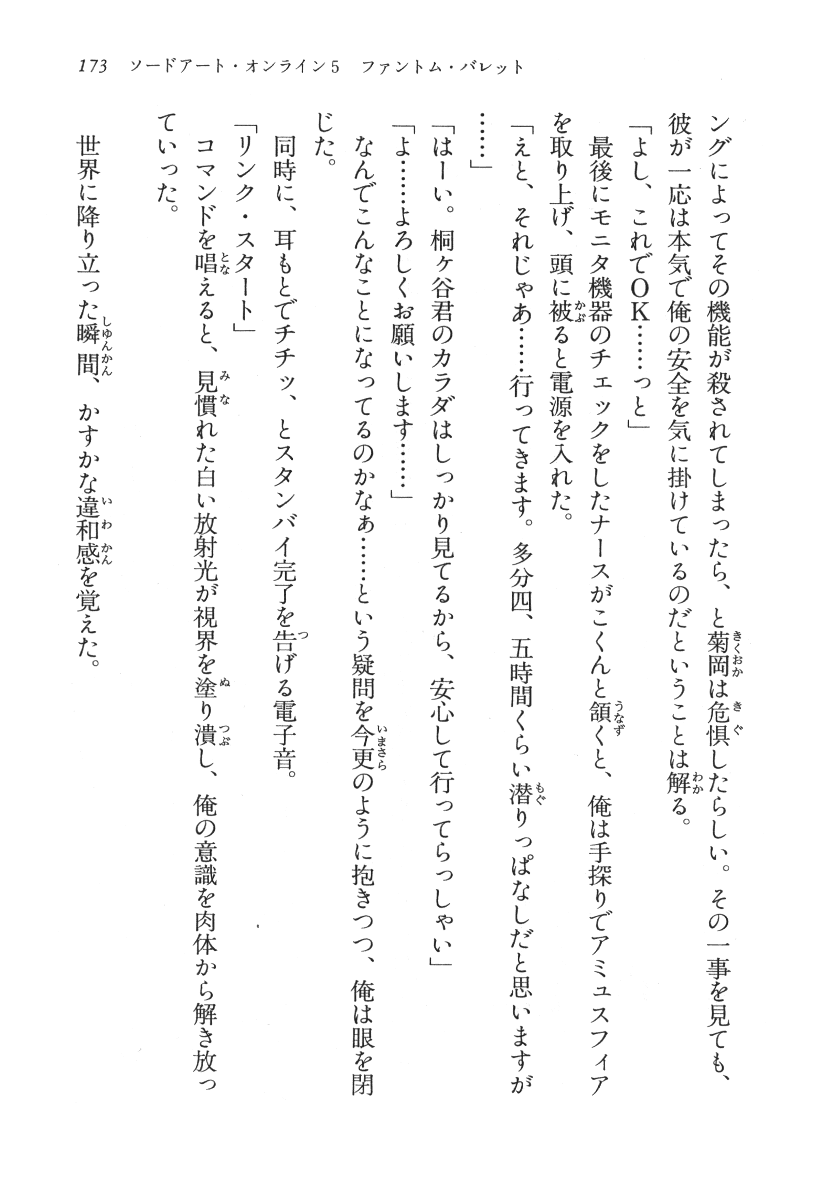 173 ソードアート・オンライン5 ファントム・バレット
ングによってその機能が殺されてしまったら、と菊岡は危惧したらしい。その一事を見ても、
彼が一応は本気で俺の安全を気に掛けているのだということは解る。
「よし、これでOK……っと」
最後にモニタ機器のチェックをしたナースがこくんと頷くと、俺は手探りでアミュスフィア
を取り上げ、頭に被ると電源を入れた。
「えと、それじゃあ……行ってきます。多分四、五時間くらい潜りっぱなしだと思いますが
……」
「はーい。桐ヶ谷君のカラダはしっかり見てるから、安心して行ってらっしゃい」
「よ……よろしくお願いします……」
なんでこんなことになってるのかなぁ……という疑問を今更のように抱きつつ、俺は眼を閉
じた。
同時に、耳もとでチチッ、とスタンバイ完了を告げる電子音。
「リンク・スタート」
コマンドを唱えると、見慣れた白い放射光が視界を塗り潰し、俺の意識を肉体から解き放っ
ていった。
世界に降り立った瞬間、かすかな違和感を覚えた。